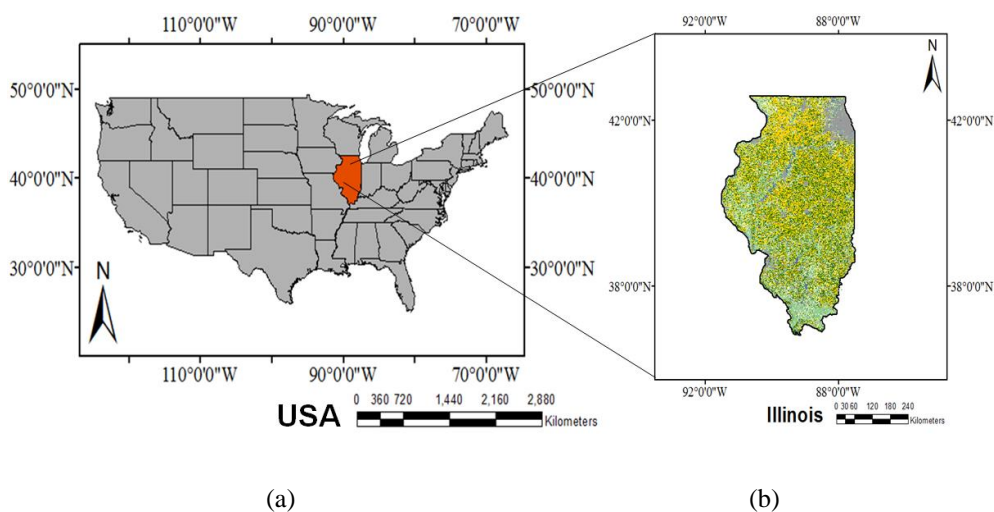 110°0'0"W 90°0'0"W 70°0'0"W
50°0'0"N 50°0'0"N
40°0'0"N 40°0'0"N
30°0'0"N 30°0'0"N
N
110°0'0"W 90°0'0"W 70°0'0"W
USA
0 360 720 1,440 2,160 2,880
Kilometers
92°0'0"W 88°0'0"W
N
42°0'0"N 42°0'0"N
38°0'0"N 38°0'0"N
92°0'0"W 88°0'0"W
Illinois
0 30 60 120 180 240
Kilometers
(a) (b)